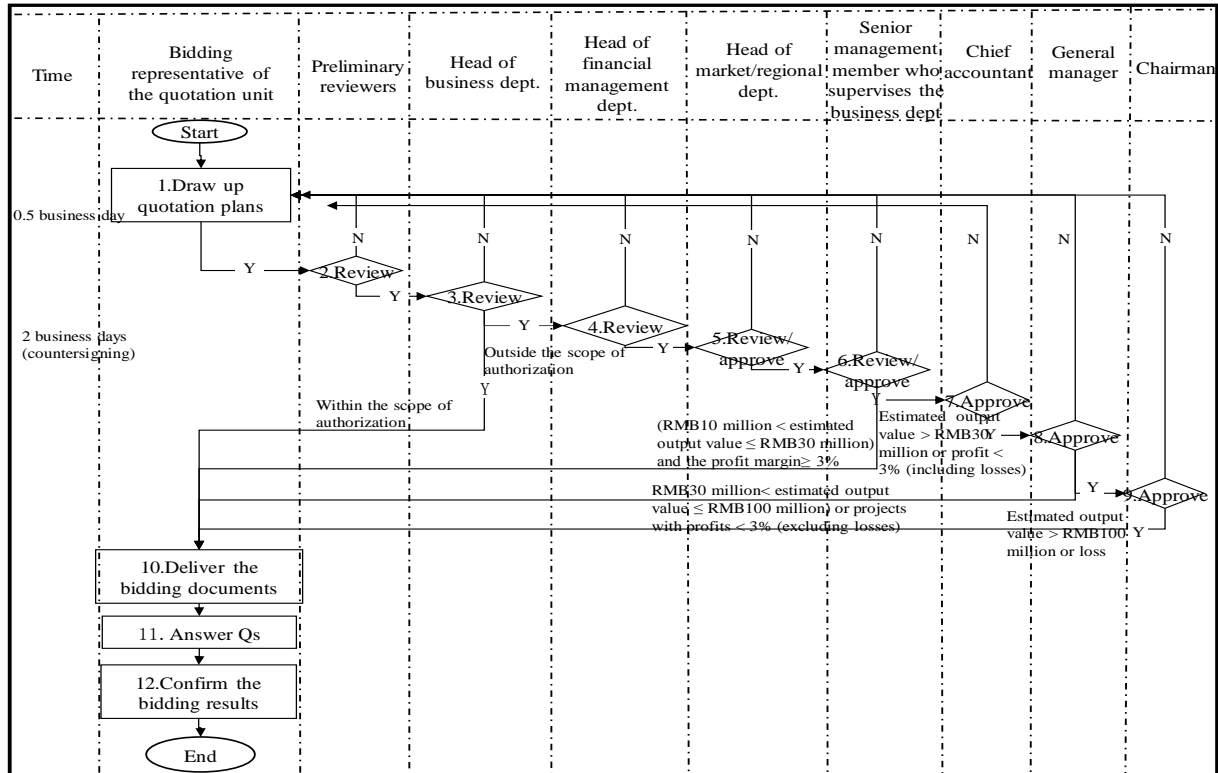 Time
Bidding
representative of
the quotation unit
Preliminary
reviewers
Head of
business dept.
Head of
financial
management
dept.
Head of
market/regional
dept.
Senior
management
member who
supervises the
business dept
Chief
accountant
General
manager
Chairman
Start
1.Draw up
quotation plans
0.5 business day
N
N
N
N
N
N
N
N
Y
2.Review
Y
3.Review
Y
4.Review
Y
5.Review/
approve
Y
6.Review/
approve
2 business days
(countersigning)
Outside the scope of
authorization
Y
Within the scope of
authorization
Y
7.Approve
(RMB10 million < estimated
output value ≤ RMB30 million)
and the profit margin≥ 3%
Estimated output
value > RMB30
million or profit <
3% (including losses)
Y
Y
8.Approve
RMB30 million< estimated output
value ≤ RMB100 million) or projects
with profits < 3% (excluding losses)
Y
9.Approve
Estimated output
value > RMB100
million or loss
Y
10.Deliver the
bidding documents
11. Answer Qs
12.Confirm the
bidding results
End